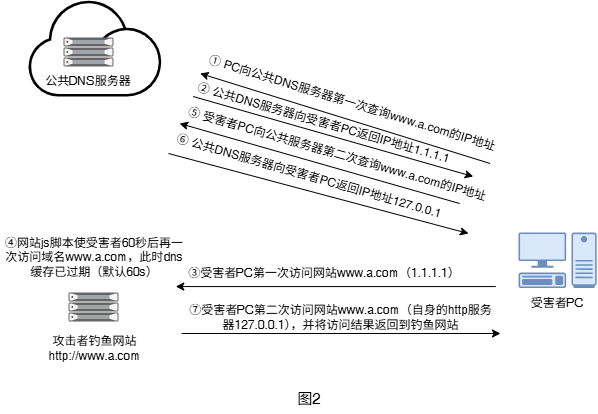 公共DNS服务器
① PC向公共DNS服务器第一次查询www.a.com的IP地址
② 公共DNS服务器向受害者PC返回IP地址1.1.1.1
⑤ 受害者PC向公共服务器第二次查询www.a.com的IP地址
⑥ 公共DNS服务器向受害者PC返回IP地址127.0.0.1
④网站js脚本使受害者60秒后再一
次访问域名www.a.com，此时dns
缓存已过期（默认60s）
③受害者PC第一次访问网站www.a.com（1.1.1.1）
受害者PC
⑦受害者PC第二次访问网站www.a.com（自身的http服务
器127.0.0.1），并将访问结果返回到钓鱼网站
攻击者钓鱼网站
http://www.a.com
图2